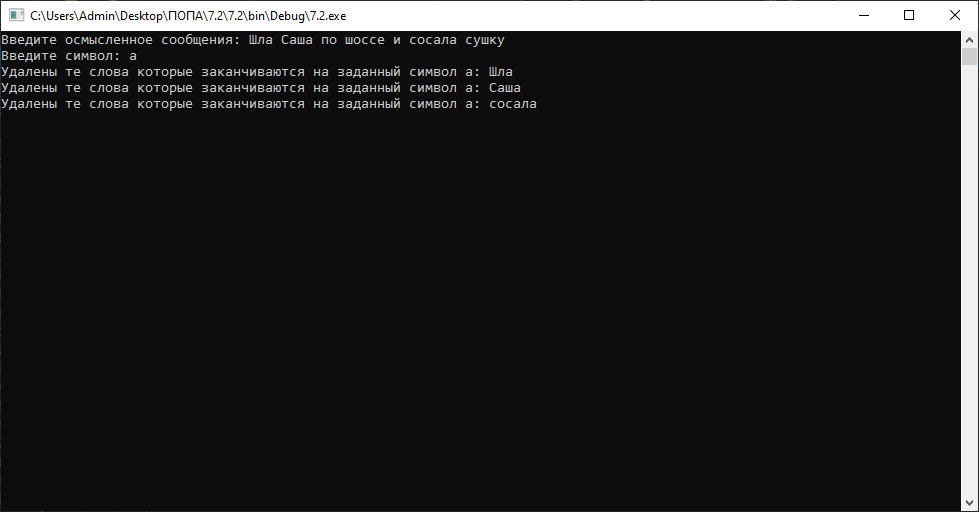 C:\Users\Admin\Desktop\ПОПА\7.2\7.2\bin\Debug\7.2.exe
Введите осмысленное сообщения: Шла Саша по шоссе и сосала сушку
Введите символ: а
Удалены те слова которые заканчиваются на заданный символ а: Шла
Удалены те слова которые заканчиваются на заданный символ а: Саша
Удалены те слова которые заканчиваются на заданный символ а: сосала